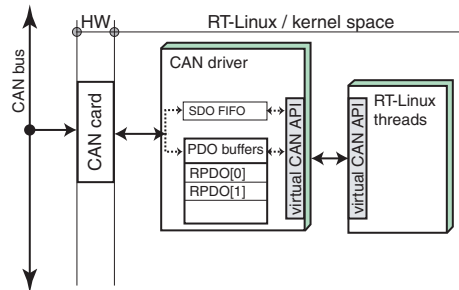 HW
RT-Linux / kernel space
CAN bus
CAN card
CAN driver
SDO FIFO
PDO buffers
RPDO[0]
RPDO[1]
virtual CAN API
virtual CAN API
RT-Linux
threads